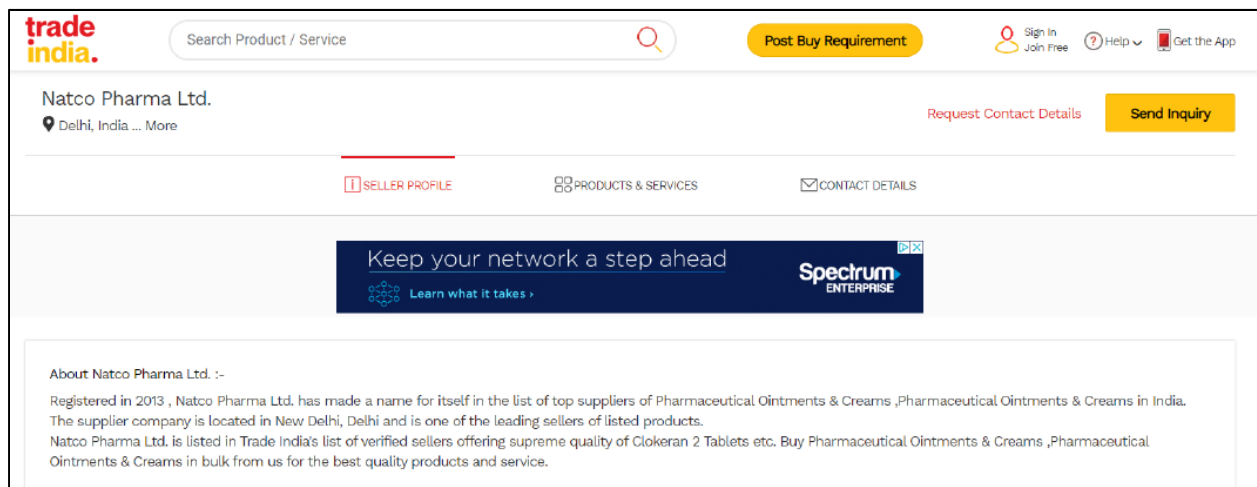 trade
india.
Search Product / Service
Post Buy Requirement
Sign In
Join Free
Help
Get the App
Natco Pharma Ltd.
Delhi, India ... More
Request Contact Details
Send Inquiry
SELLER PROFILE
PRODUCTS & SERVICES
CONTACT DETAILS
Keep your network a step ahead
Learn what it takes ›
Spectrum
ENTERPRISE
About Natco Pharma Ltd. :-
Registered in 2013 , Natco Pharma Ltd. has made a name for itself in the list of top suppliers of Pharmaceutical Ointments & Creams ,Pharmaceutical Ointments & Creams in India.
The supplier company is located in New Delhi, Delhi and is one of the leading sellers of listed products.
Natco Pharma Ltd. is listed in Trade India's list of verified sellers offering supreme quality of Clokeran 2 Tablets etc. Buy Pharmaceutical Ointments & Creams ,Pharmaceutical
Ointments & Creams in bulk from us for the best quality products and service.